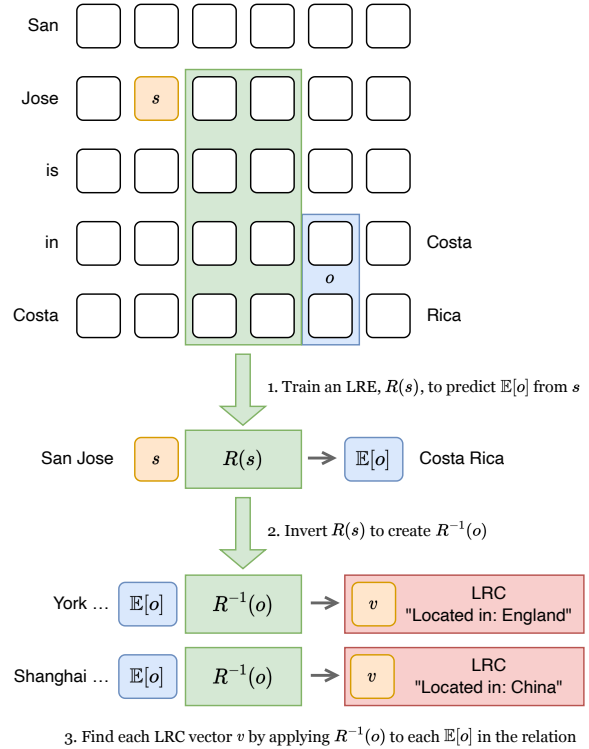 San
Jose
s
is
in
Costa
o
Costa
Rica
1. Train an LRE, R(s), to predict 𝔼[o] from s
San Jose
s
R(s)
𝔼[o]
Costa Rica
2. Invert R(s) to create R⁻¹(o)
York ...
𝔼[o]
R⁻¹(o)
v
LRC
"Located in: England"
Shanghai ...
𝔼[o]
R⁻¹(o)
v
LRC
"Located in: China"
3. Find each LRC vector v by applying R⁻¹(o) to each 𝔼[o] in the relation